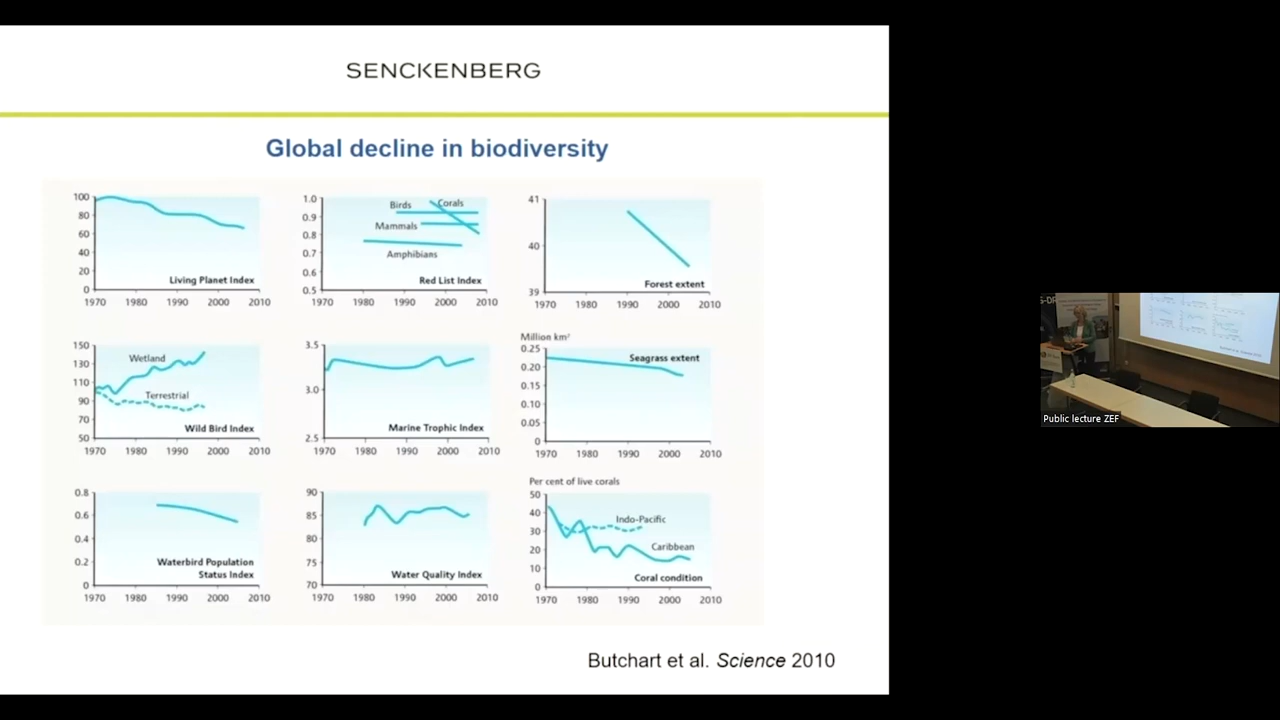 SENCKENBERG
Global decline in biodiversity
100
80
60
40
20
0
Living Planet Index
1970 1980 1990 2000 2010
1.0
0.9
0.8
0.7
0.6
0.5
Birds
Corals
Mammals
Amphibians
Red List Index
1970 1980 1990 2000 2010
41
40
39
Forest extent
1970 1980 1990 2000 2010
150
130
110
90
70
50
Wetland
Terrestrial
Wild Bird Index
1970 1980 1990 2000 2010
3.5
3.0
2.5
Marine Trophic Index
1970 1980 1990 2000 2010
Million km²
0.25
0.20
0.15
0.10
0.05
0
Seagrass extent
1970 1980 1990 2000 2010
0.8
0.6
0.4
0.2
0
Waterbird Population
Status Index
1970 1980 1990 2000 2010
90
85
80
75
70
Water Quality Index
1970 1980 1990 2000 2010
Per cent of live corals
50
40
30
20
10
0
Indo-Pacific
Caribbean
Coral condition
1970 1980 1990 2000 2010
Butchart et al. Science 2010
Public lecture ZEF